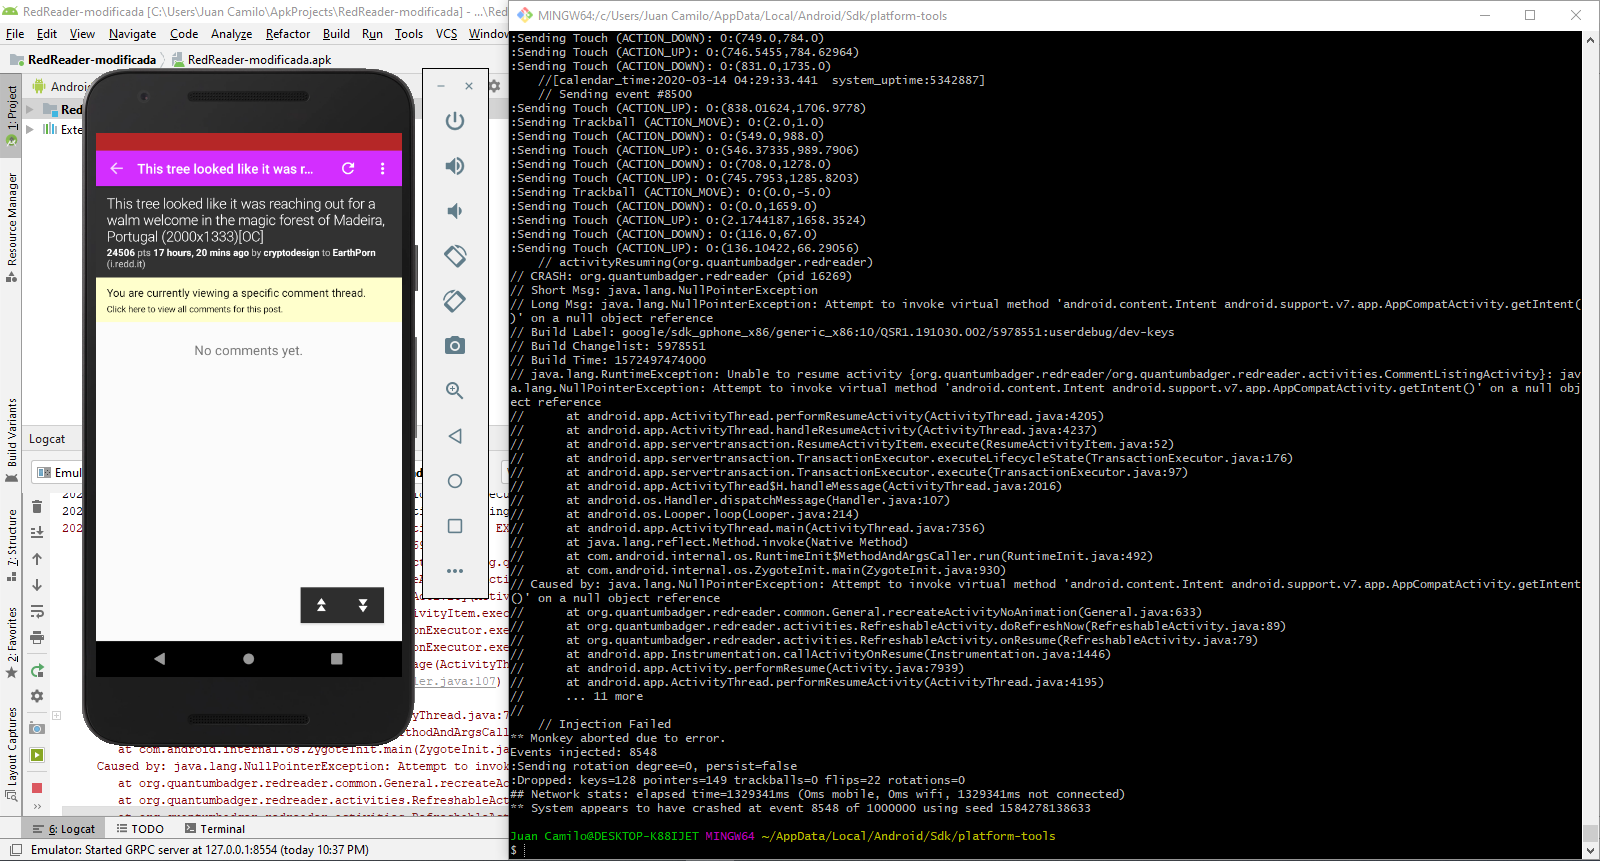 RedReader-modificada [C:\Users\Juan Camilo\ApkProjects\RedReader-modificada] - ...\Red
File Edit View Navigate Code Analyze Refactor Build Run Tools VCS Window
RedReader-modificada RedReader-modificada.apk
1: Project
Resource Manager
Build Variants
7: Structure
2: Favorites
Layout Captures
This tree looked like it was r...
This tree looked like it was reaching out for a
walm welcome in the magic forest of Madeira,
Portugal (2000x1333)[OC]
24506 pts 17 hours, 20 mins ago by cryptodesign to EarthPorn
(i.redd.it)
You are currently viewing a specific comment thread.
Click here to view all comments for this post.
No comments yet.
Logcat
at com.android.internal.os.ZygoteInit.main(ZygoteInit.ja
Caused by: java.lang.NullPointerException: Attempt to invok
at org.quantumbadger.redreader.common.General.recreateAc
at org.quantumbadger.redreader.activities.RefreshableAct
6: Logcat TODO Terminal
Emulator: Started GRPC server at 127.0.0.1:8554 (today 10:37 PM)
MINGW64:/c/Users/Juan Camilo/AppData/Local/Android/Sdk/platform-tools
:Sending Touch (ACTION_DOWN): 0:(749.0,784.0)
:Sending Touch (ACTION_UP): 0:(746.5455,784.62964)
:Sending Touch (ACTION_DOWN): 0:(831.0,1735.0)
//[calendar_time:2020-03-14 04:29:33.441 system_uptime:5342887]
// Sending event #8500
:Sending Touch (ACTION_UP): 0:(838.01624,1706.9778)
:Sending Trackball (ACTION_MOVE): 0:(2.0,1.0)
:Sending Touch (ACTION_DOWN): 0:(549.0,988.0)
:Sending Touch (ACTION_UP): 0:(546.37335,989.7906)
:Sending Touch (ACTION_DOWN): 0:(708.0,1278.0)
:Sending Touch (ACTION_UP): 0:(745.7953,1285.8203)
:Sending Trackball (ACTION_MOVE): 0:(0.0,-5.0)
:Sending Touch (ACTION_DOWN): 0:(0.0,1659.0)
:Sending Touch (ACTION_UP): 0:(2.1744187,1658.3524)
:Sending Touch (ACTION_DOWN): 0:(116.0,67.0)
:Sending Touch (ACTION_UP): 0:(136.10422,66.29056)
// activityResuming(org.quantumbadger.redreader)
// CRASH: org.quantumbadger.redreader (pid 16269)
// Short Msg: java.lang.NullPointerException
// Long Msg: java.lang.NullPointerException: Attempt to invoke virtual method 'android.content.Intent android.support.v7.app.AppCompatActivity.getIntent(
)' on a null object reference
// Build Label: google/sdk_gphone_x86/generic_x86:10/QSR1.191030.002/5978551:userdebug/dev-keys
// Build Changelist: 5978551
// Build Time: 1572497474000
// java.lang.RuntimeException: Unable to resume activity {org.quantumbadger.redreader/org.quantumbadger.redreader.activities.CommentListingActivity}: jav
a.lang.NullPointerException: Attempt to invoke virtual method 'android.content.Intent android.support.v7.app.AppCompatActivity.getIntent()' on a null obj
ect reference
// at android.app.ActivityThread.performResumeActivity(ActivityThread.java:4205)
// at android.app.ActivityThread.handleResumeActivity(ActivityThread.java:4237)
// at android.app.servertransaction.ResumeActivityItem.execute(ResumeActivityItem.java:52)
// at android.app.servertransaction.TransactionExecutor.executeLifecycleState(TransactionExecutor.java:176)
// at android.app.servertransaction.TransactionExecutor.execute(TransactionExecutor.java:97)
// at android.app.ActivityThread$H.handleMessage(ActivityThread.java:2016)
// at android.os.Handler.dispatchMessage(Handler.java:107)
// at android.os.Looper.loop(Looper.java:214)
// at android.app.ActivityThread.main(ActivityThread.java:7356)
// at java.lang.reflect.Method.invoke(Native Method)
// at com.android.internal.os.RuntimeInit$MethodAndArgsCaller.run(RuntimeInit.java:492)
// at com.android.internal.os.ZygoteInit.main(ZygoteInit.java:930)
// Caused by: java.lang.NullPointerException: Attempt to invoke virtual method 'android.content.Intent android.support.v7.app.AppCompatActivity.getIntent
()' on a null object reference
// at org.quantumbadger.redreader.common.General.recreateActivityNoAnimation(General.java:633)
// at org.quantumbadger.redreader.activities.RefreshableActivity.doRefreshNow(RefreshableActivity.java:89)
// at org.quantumbadger.redreader.activities.RefreshableActivity.onResume(RefreshableActivity.java:79)
// at android.app.Instrumentation.callActivityOnResume(Instrumentation.java:1446)
// at android.app.Activity.performResume(Activity.java:7939)
// at android.app.ActivityThread.performResumeActivity(ActivityThread.java:4195)
// ... 11 more
//
// Injection Failed
** Monkey aborted due to error.
Events injected: 8548
:Sending rotation degree=0, persist=false
:Dropped: keys=128 pointers=149 trackballs=0 flips=22 rotations=0
## Network stats: elapsed time=1329341ms (0ms mobile, 0ms wifi, 1329341ms not connected)
** System appears to have crashed at event 8548 of 1000000 using seed 1584278138633
Juan Camilo@DESKTOP-K88IJET MINGW64 ~/AppData/Local/Android/Sdk/platform-tools
$